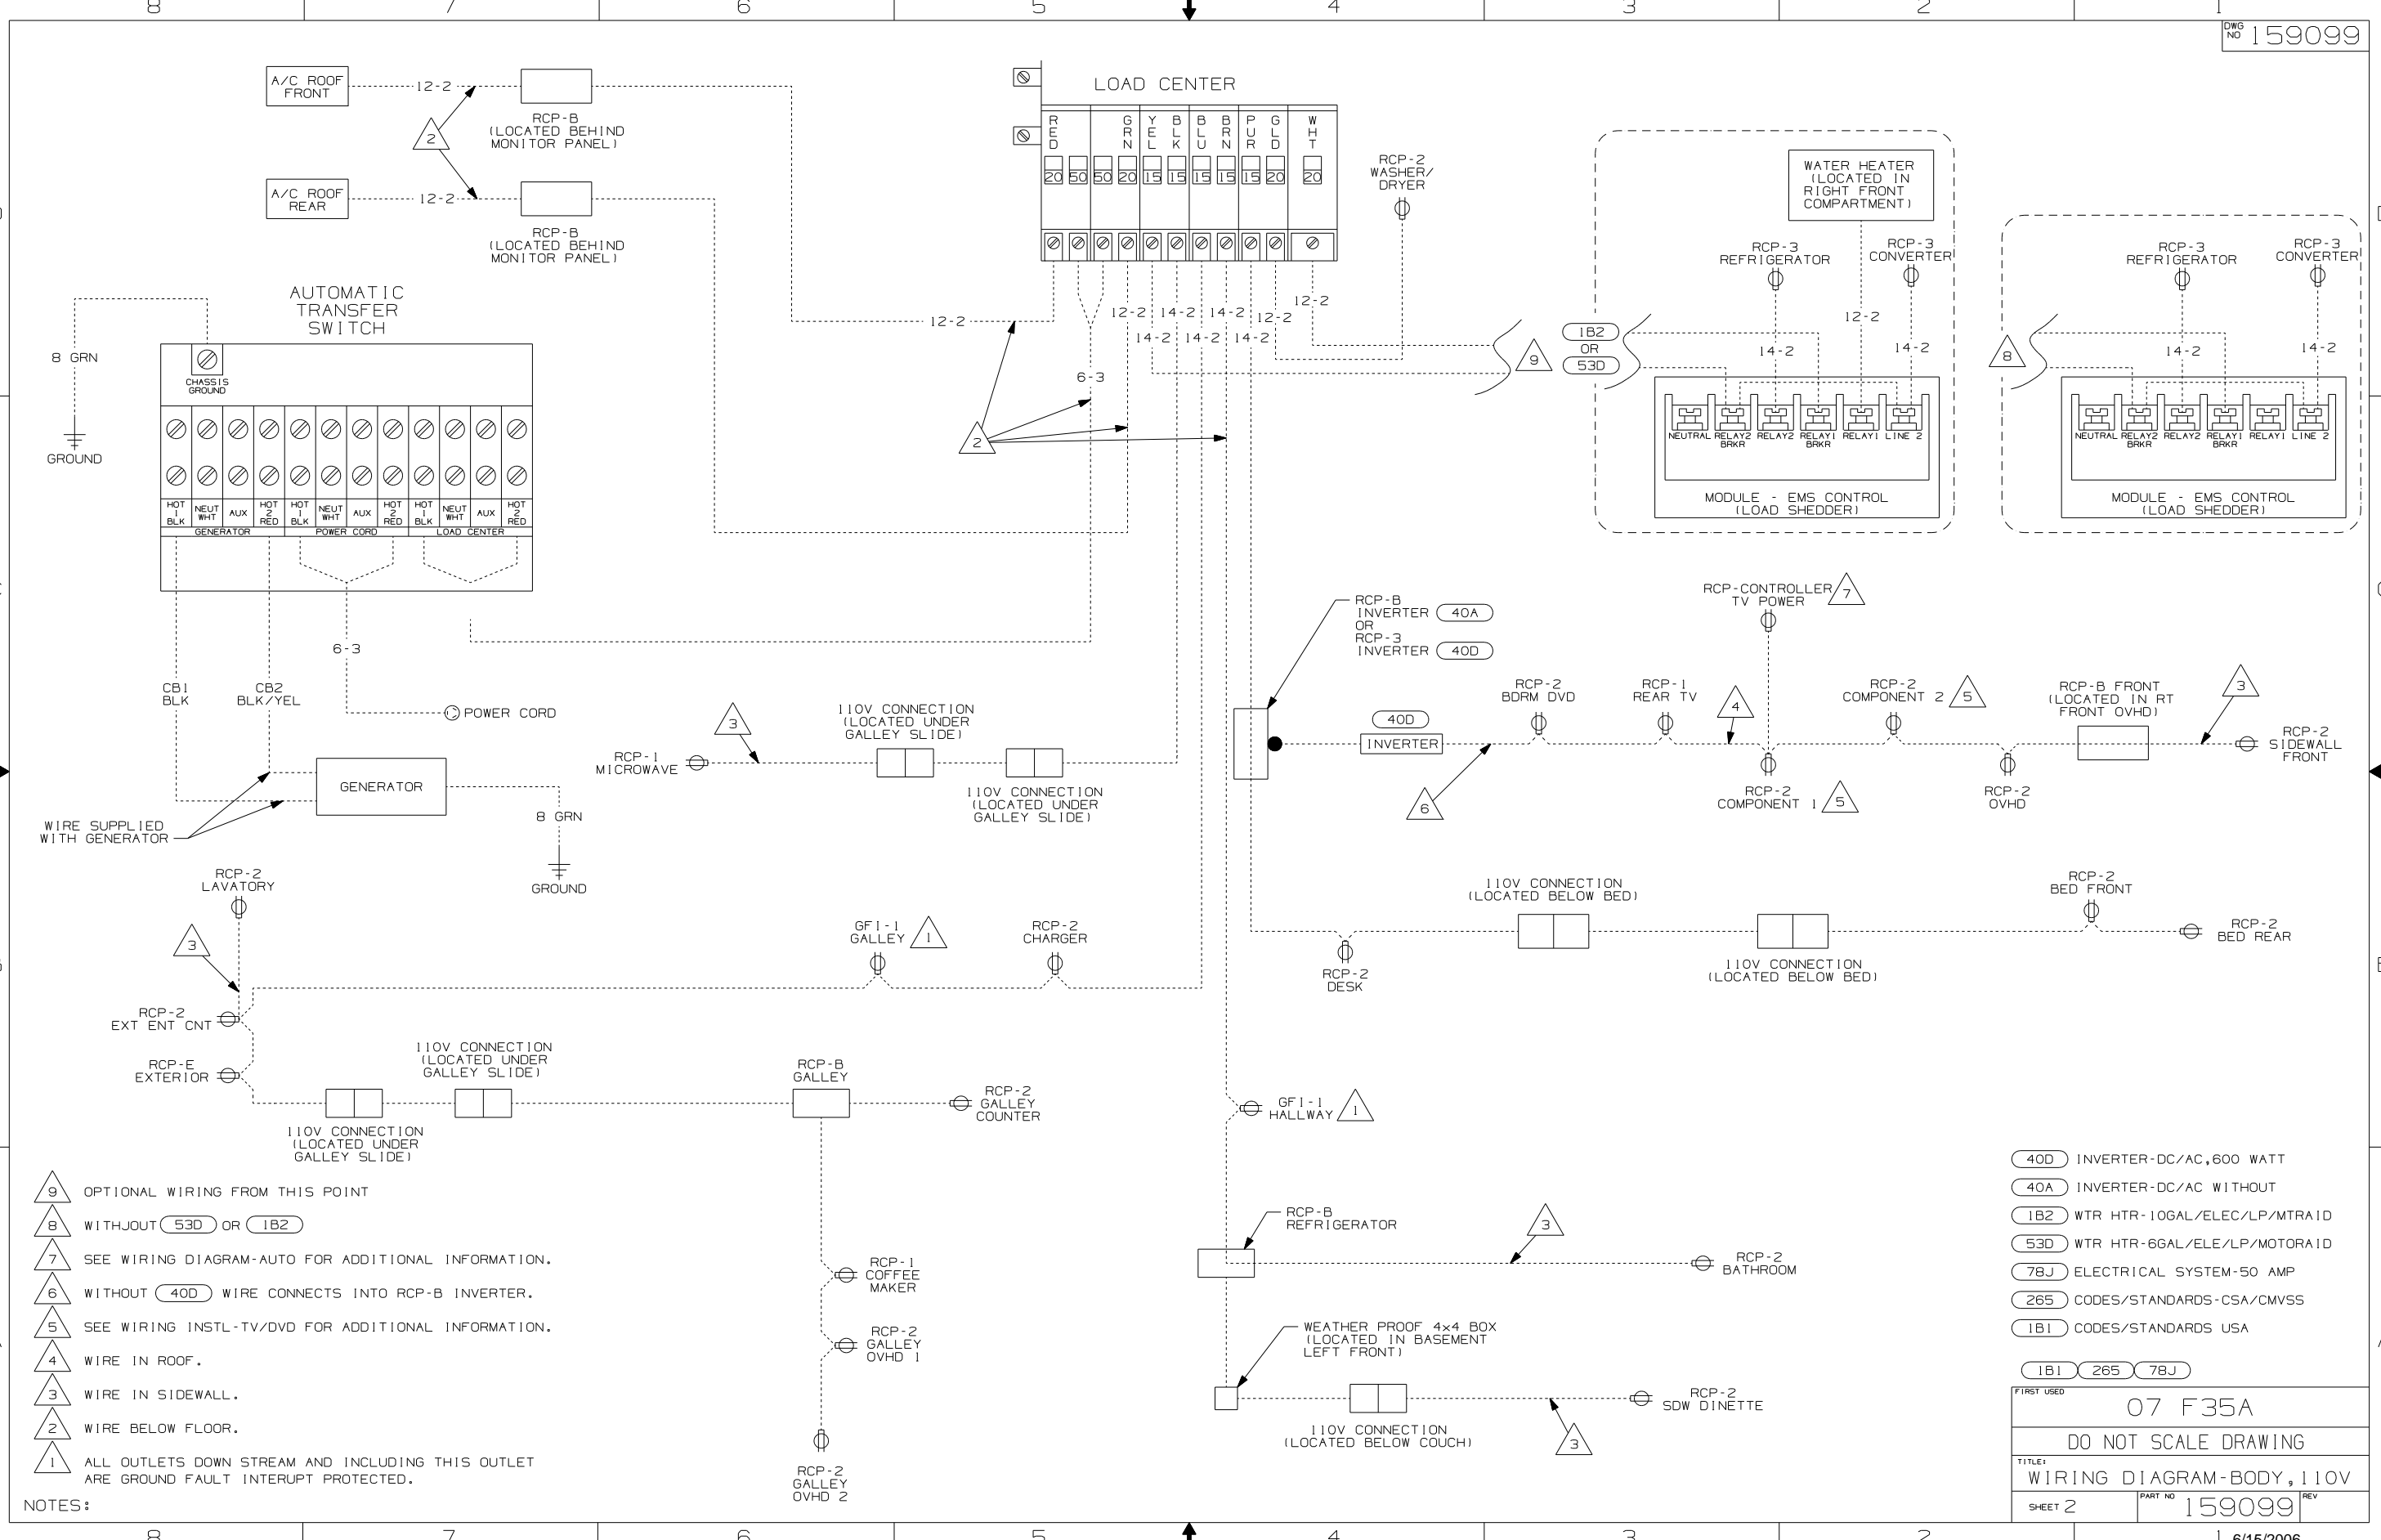 8 7 6 5 4 3 2 1
DWG NO 159099
A/C ROOF
FRONT
12-2
RCP-B
(LOCATED BEHIND
MONITOR PANEL)
2
A/C ROOF
REAR
12-2
RCP-B
(LOCATED BEHIND
MONITOR PANEL)
LOAD CENTER
RED GRN YEL BLK BLU BRN PUR GLD WHT
20 50 50 20 15 15 15 15 15 20 20
RCP-2
WASHER/
DRYER
WATER HEATER
(LOCATED IN
RIGHT FRONT
COMPARTMENT)
RCP-3
REFRIGERATOR
RCP-3
CONVERTER
RCP-3
REFRIGERATOR
RCP-3
CONVERTER
AUTOMATIC
TRANSFER
SWITCH
8 GRN
CHASSIS
GROUND
GROUND
12-2
12-2 14-2 14-2 12-2 12-2
14-2 14-2 14-2
6-3
2
9
1B2
OR
53D
14-2 12-2 14-2
8
14-2 14-2
NEUTRAL RELAY2 BRKR RELAY2 RELAY1 BRKR RELAY1 LINE 2
MODULE - EMS CONTROL
(LOAD SHEDDER)
NEUTRAL RELAY2 BRKR RELAY2 RELAY1 BRKR RELAY1 LINE 2
MODULE - EMS CONTROL
(LOAD SHEDDER)
HOT 1 BLK NEUT WHT AUX HOT 2 RED HOT 1 BLK NEUT WHT AUX HOT 2 RED HOT 1 BLK NEUT WHT AUX HOT 2 RED
GENERATOR POWER CORD LOAD CENTER
6-3
CB1
BLK
CB2
BLK/YEL
POWER CORD
GENERATOR
8 GRN
GROUND
WIRE SUPPLIED
WITH GENERATOR
RCP-1
MICROWAVE
3
110V CONNECTION
(LOCATED UNDER
GALLEY SLIDE)
110V CONNECTION
(LOCATED UNDER
GALLEY SLIDE)
RCP-B
INVERTER 40A
OR
RCP-3
INVERTER 40D
40D
INVERTER
6
RCP-2
BDRM DVD
RCP-1
REAR TV
4
RCP-CONTROLLER
TV POWER 7
RCP-2
COMPONENT 1 5
RCP-2
COMPONENT 2 5
RCP-2
OVHD
RCP-B FRONT
(LOCATED IN RT
FRONT OVHD)
3
RCP-2
SIDEWALL
FRONT
RCP-2
LAVATORY
3
RCP-2
EXT ENT CNT
RCP-E
EXTERIOR
GFI-1
GALLEY 1
RCP-2
CHARGER
110V CONNECTION
(LOCATED UNDER
GALLEY SLIDE)
110V CONNECTION
(LOCATED UNDER
GALLEY SLIDE)
RCP-B
GALLEY
RCP-2
GALLEY
COUNTER
RCP-1
COFFEE
MAKER
RCP-2
GALLEY
OVHD 1
RCP-2
GALLEY
OVHD 2
RCP-2
DESK
110V CONNECTION
(LOCATED BELOW BED)
110V CONNECTION
(LOCATED BELOW BED)
RCP-2
BED FRONT
RCP-2
BED REAR
GFI-1
HALLWAY 1
RCP-B
REFRIGERATOR
3
RCP-2
BATHROOM
WEATHER PROOF 4x4 BOX
(LOCATED IN BASEMENT
LEFT FRONT)
110V CONNECTION
(LOCATED BELOW COUCH)
3
RCP-2
SDW DINETTE
9 OPTIONAL WIRING FROM THIS POINT
8 WITHJOUT 53D OR 1B2
7 SEE WIRING DIAGRAM-AUTO FOR ADDITIONAL INFORMATION.
6 WITHOUT 40D WIRE CONNECTS INTO RCP-B INVERTER.
5 SEE WIRING INSTL-TV/DVD FOR ADDITIONAL INFORMATION.
4 WIRE IN ROOF.
3 WIRE IN SIDEWALL.
2 WIRE BELOW FLOOR.
1 ALL OUTLETS DOWN STREAM AND INCLUDING THIS OUTLET
ARE GROUND FAULT INTERUPT PROTECTED.
NOTES:
40D INVERTER-DC/AC,600 WATT
40A INVERTER-DC/AC WITHOUT
1B2 WTR HTR-10GAL/ELEC/LP/MTRAID
53D WTR HTR-6GAL/ELE/LP/MOTORAID
78J ELECTRICAL SYSTEM-50 AMP
265 CODES/STANDARDS-CSA/CMVSS
1B1 CODES/STANDARDS USA
1B1 265 78J
FIRST USED
07 F35A
DO NOT SCALE DRAWING
TITLE:
WIRING DIAGRAM-BODY,110V
SHEET 2 PART NO 159099 REV
8 7 6 5 4 3 2 1
6/15/2006